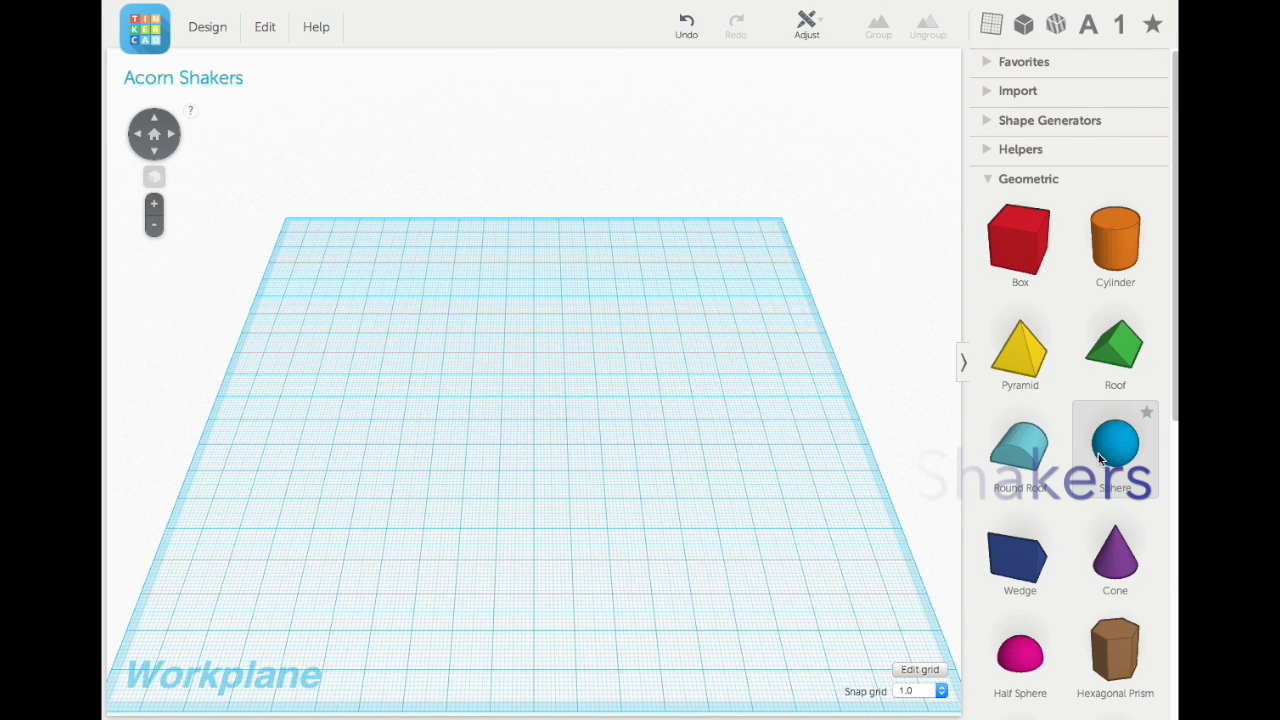 TIN
KER
CAD
Design
Edit
Help
Undo
Redo
Adjust
Group
Ungroup
A
1
Acorn Shakers
?
+
-
Favorites
Import
Shape Generators
Helpers
Geometric
Box
Cylinder
Pyramid
Roof
Round Roof
Sphere
Shakers
Wedge
Cone
Half Sphere
Hexagonal Prism
Workplane
Edit grid
Snap grid
1.0